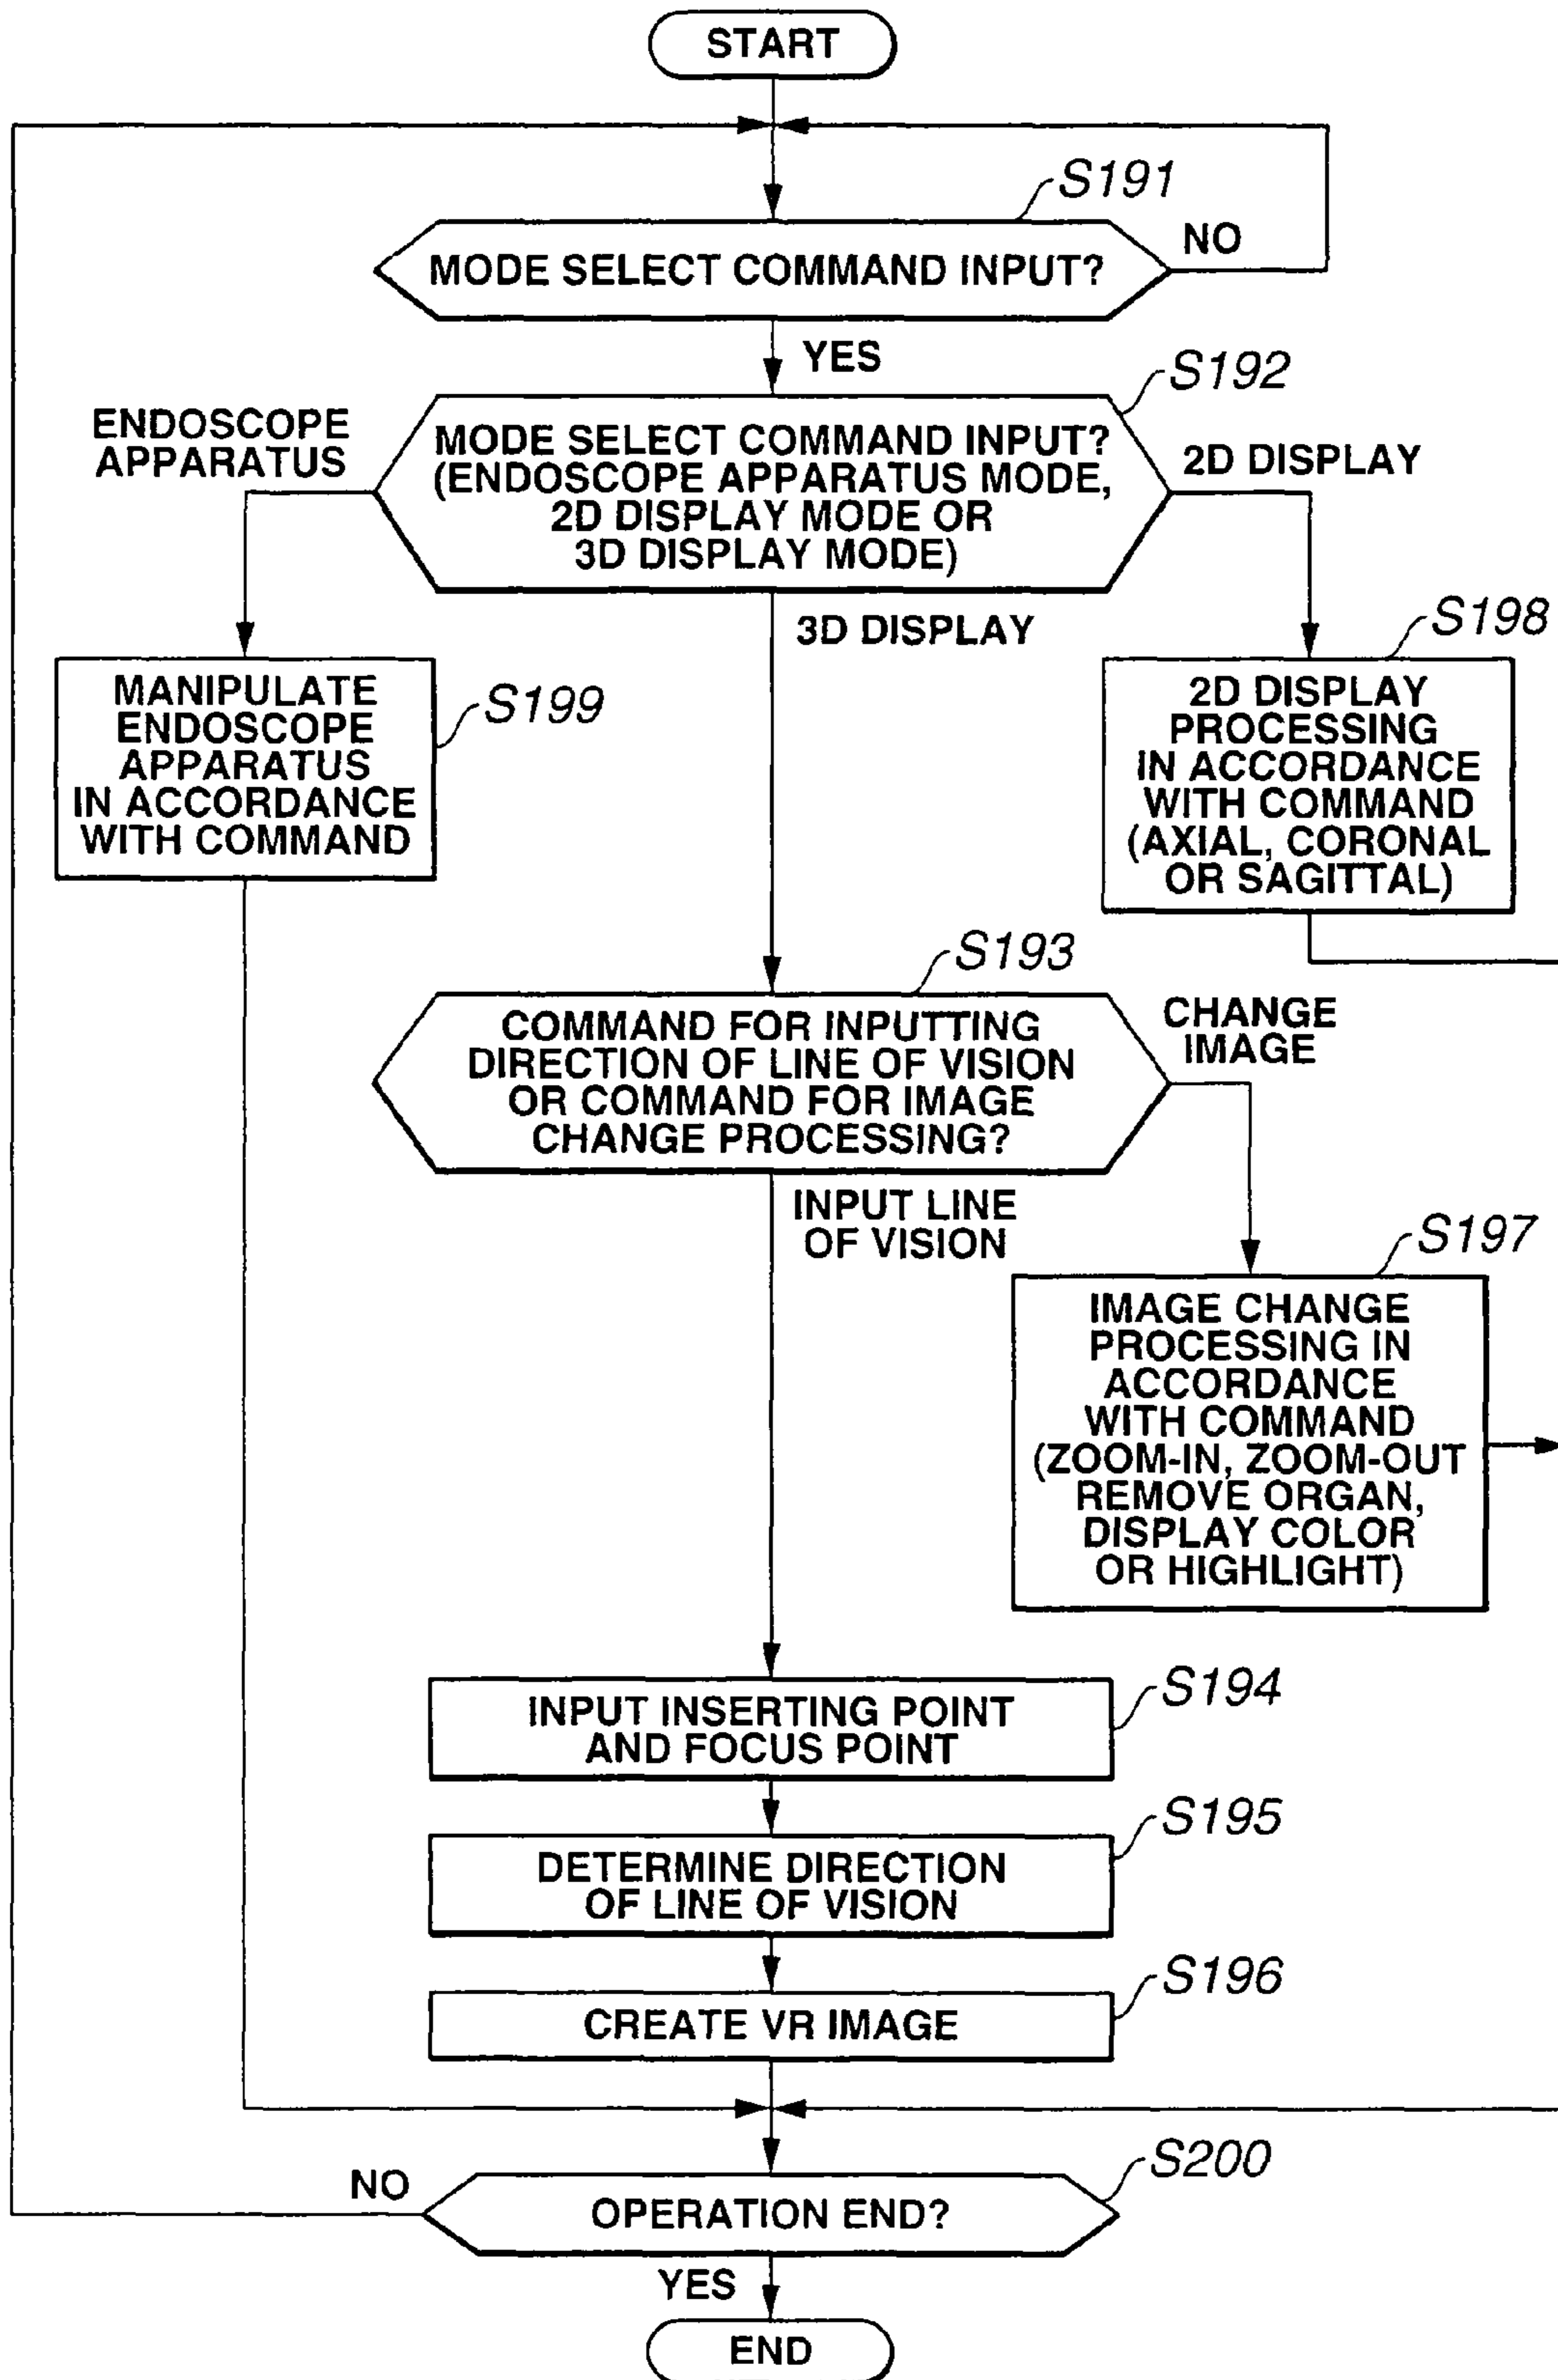 START
S191
MODE SELECT COMMAND INPUT?
NO
YES
S192
ENDOSCOPE
APPARATUS
MODE SELECT COMMAND INPUT?
(ENDOSCOPE APPARATUS MODE,
2D DISPLAY MODE OR
3D DISPLAY MODE)
2D DISPLAY
3D DISPLAY
S198
MANIPULATE
ENDOSCOPE
APPARATUS
IN ACCORDANCE
WITH COMMAND
S199
2D DISPLAY
PROCESSING
IN ACCORDANCE
WITH COMMAND
(AXIAL, CORONAL
OR SAGITTAL)
S193
COMMAND FOR INPUTTING
DIRECTION OF LINE OF VISION
OR COMMAND FOR IMAGE
CHANGE PROCESSING?
CHANGE
IMAGE
INPUT LINE
OF VISION
S197
IMAGE CHANGE
PROCESSING IN
ACCORDANCE
WITH COMMAND
(ZOOM-IN, ZOOM-OUT
REMOVE ORGAN,
DISPLAY COLOR
OR HIGHLIGHT)
S194
INPUT INSERTING POINT
AND FOCUS POINT
S195
DETERMINE DIRECTION
OF LINE OF VISION
S196
CREATE VR IMAGE
S200
NO
OPERATION END?
YES
END